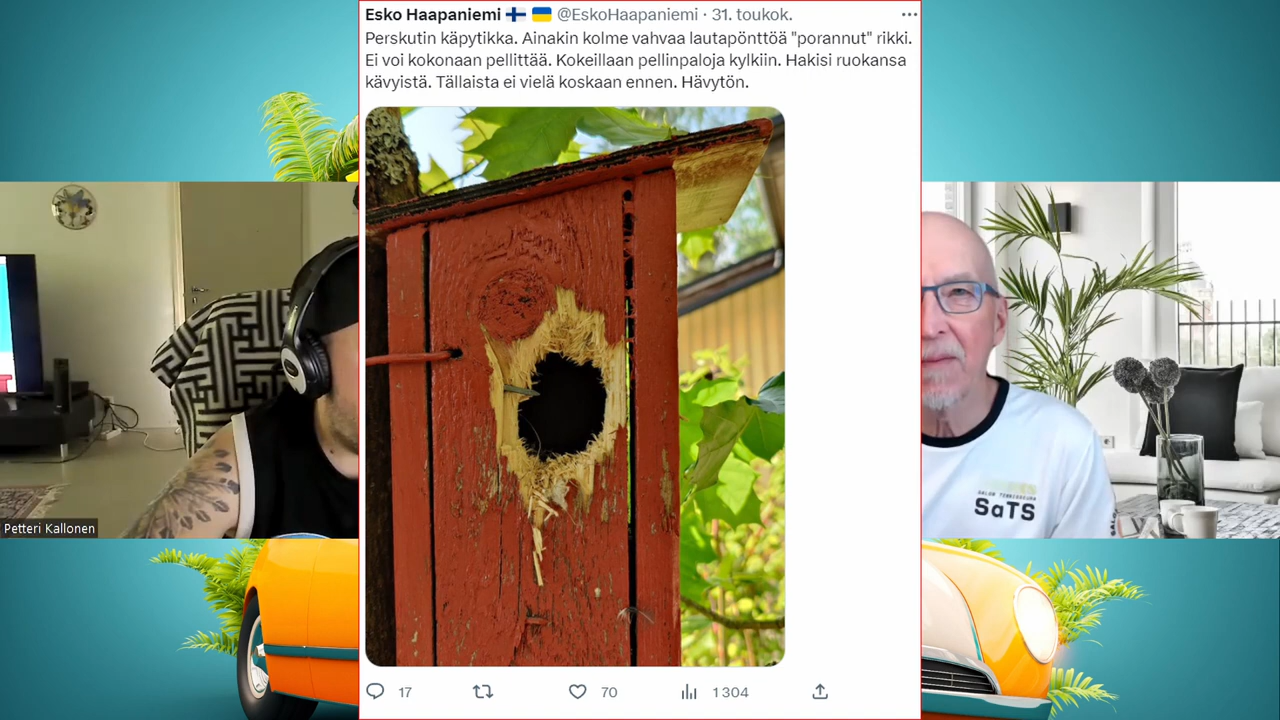 Esko Haapaniemi @EskoHaapaniemi · 31. toukok.
Perskutin käpytikka. Ainakin kolme vahvaa lautapönttöä "porannut" rikki.
Ei voi kokonaan pellittää. Kokeillaan pellinpaloja kylkiin. Hakisi ruokansa
kävyistä. Tällaista ei vielä koskaan ennen. Hävytön.
SaTS
Petteri Kallonen
17 70 1 304